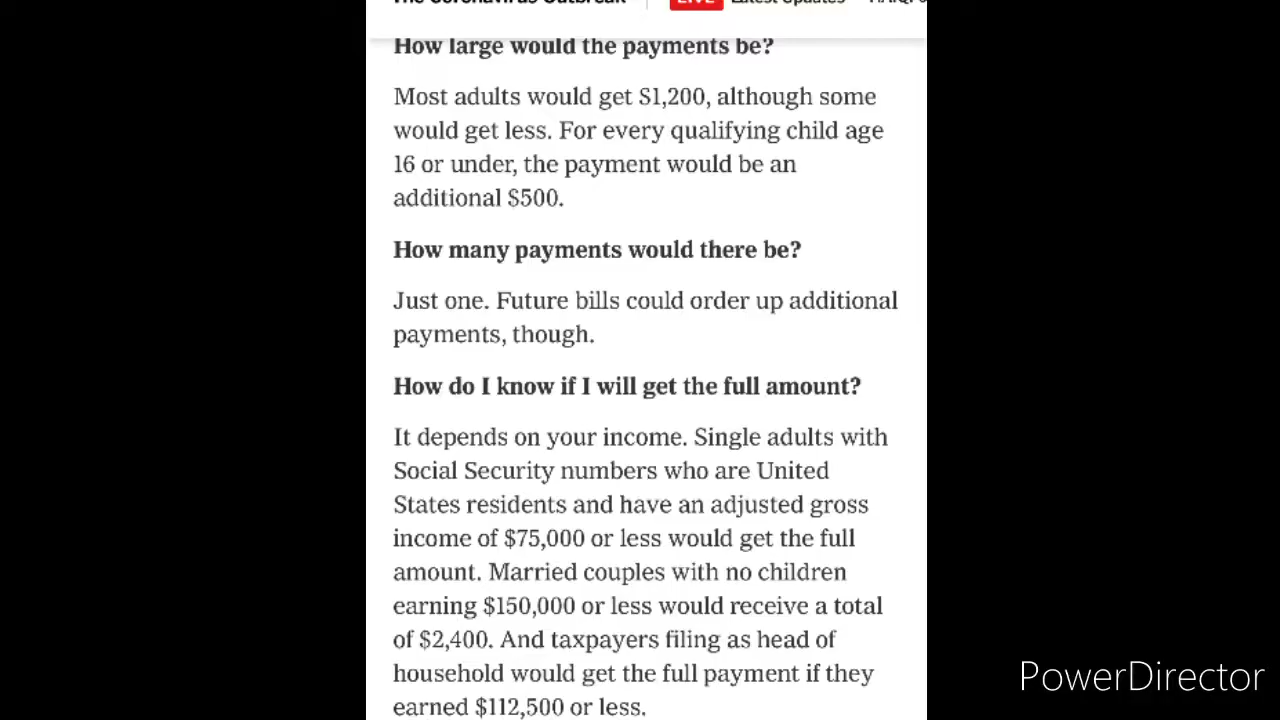 The Coronavirus Outbreak LIVE Latest Updates
How large would the payments be?
Most adults would get $1,200, although some
would get less. For every qualifying child age
16 or under, the payment would be an
additional $500.
How many payments would there be?
Just one. Future bills could order up additional
payments, though.
How do I know if I will get the full amount?
It depends on your income. Single adults with
Social Security numbers who are United
States residents and have an adjusted gross
income of $75,000 or less would get the full
amount. Married couples with no children
earning $150,000 or less would receive a total
of $2,400. And taxpayers filing as head of
household would get the full payment if they
earned $112,500 or less.
PowerDirector